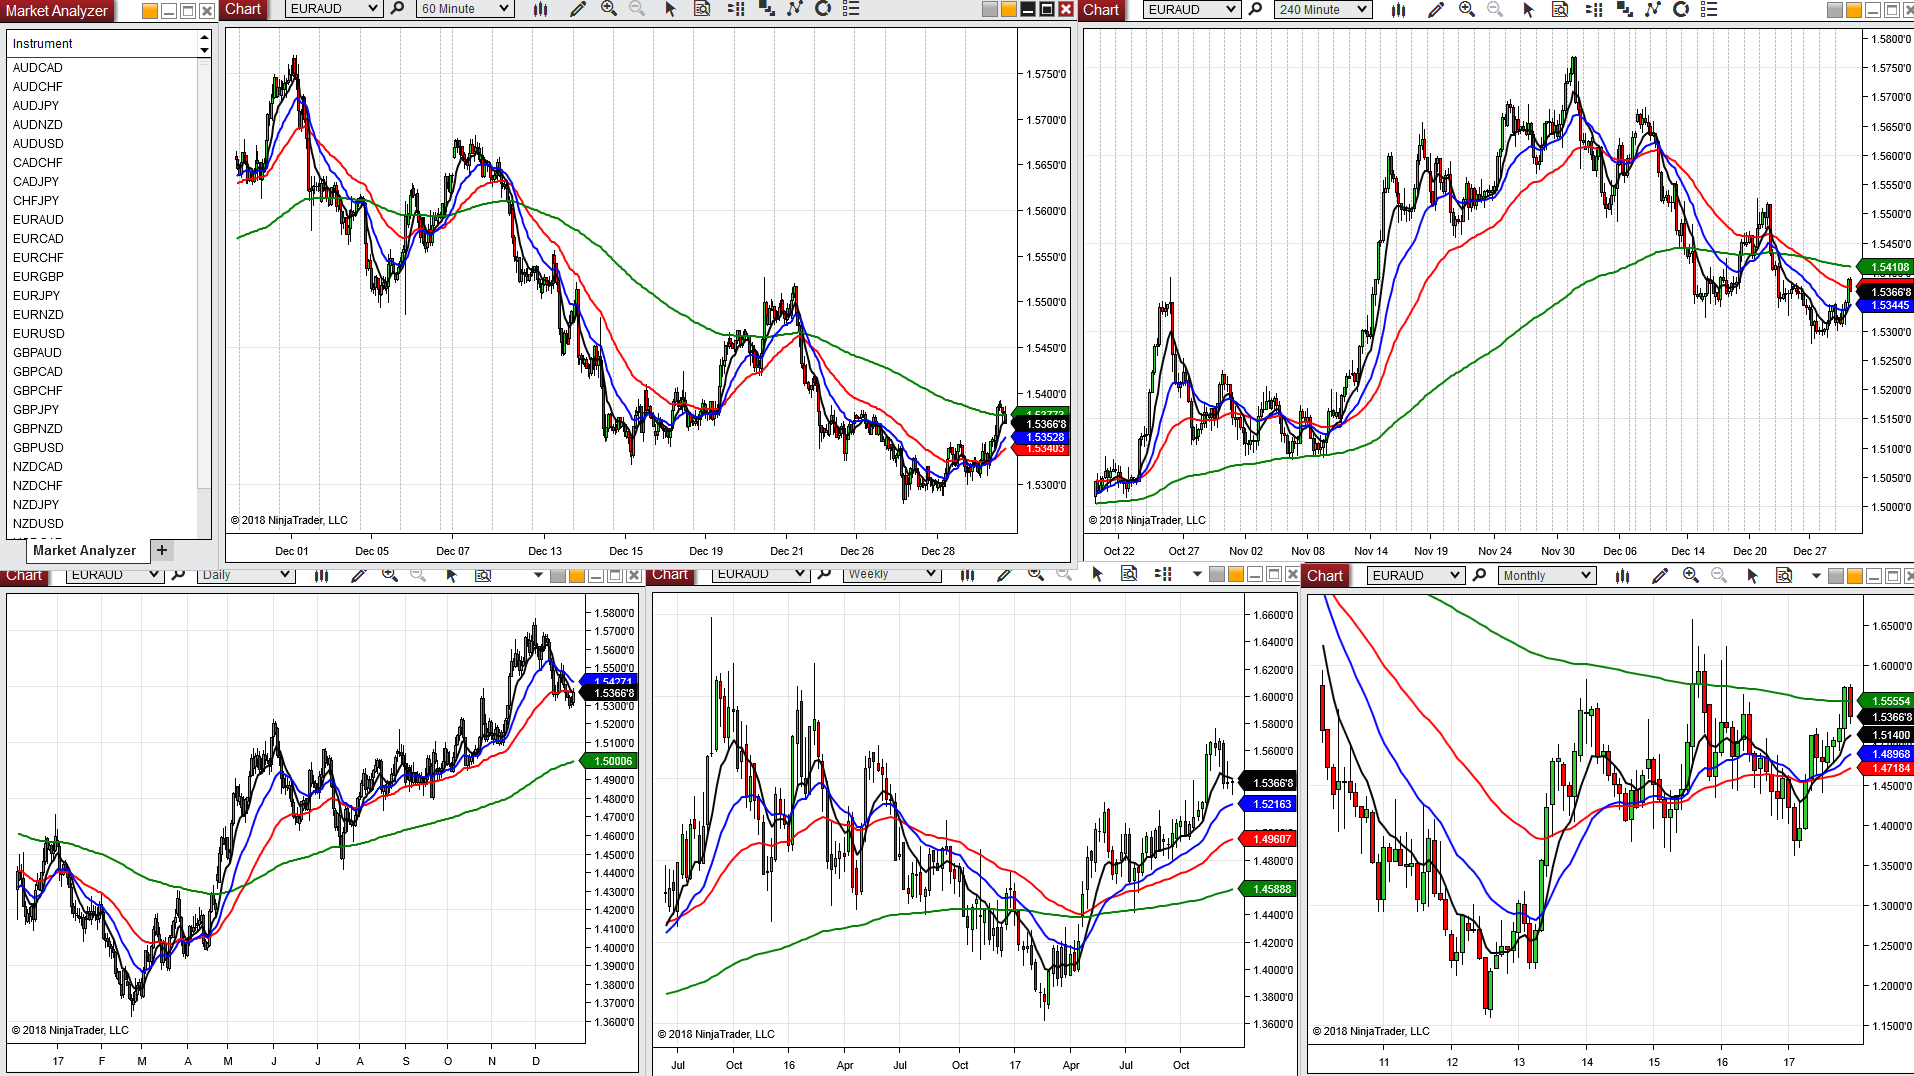 Market Analyzer
Instrument
AUDCAD
AUDCHF
AUDJPY
AUDNZD
AUDUSD
CADCHF
CADJPY
CHFJPY
EURAUD
EURCAD
EURCHF
EURGBP
EURJPY
EURNZD
EURUSD
GBPAUD
GBPCAD
GBPCHF
GBPJPY
GBPNZD
GBPUSD
NZDCAD
NZDCHF
NZDJPY
NZDUSD
Market Analyzer +
Chart EURAUD 60 Minute
1.5750'0
1.5700'0
1.5650'0
1.5600'0
1.5550'0
1.5500'0
1.5450'0
1.5400'0
1.5366'8
1.53528
1.53403
1.5300'0
© 2018 NinjaTrader, LLC
Dec 01 Dec 05 Dec 07 Dec 13 Dec 15 Dec 19 Dec 21 Dec 26 Dec 28
Chart EURAUD 240 Minute
1.5800'0
1.5750'0
1.5700'0
1.5650'0
1.5600'0
1.5550'0
1.5500'0
1.5450'0
1.54108
1.5366'8
1.53445
1.5300'0
1.5250'0
1.5200'0
1.5150'0
1.5100'0
1.5050'0
1.5000'0
© 2018 NinjaTrader, LLC
Oct 22 Oct 27 Nov 02 Nov 08 Nov 14 Nov 19 Nov 24 Nov 30 Dec 06 Dec 14 Dec 20 Dec 27
Chart EURAUD Daily
1.5800'0
1.5700'0
1.5600'0
1.5500'0
1.54271
1.5366'8
1.5300'0
1.5200'0
1.5100'0
1.50006
1.4900'0
1.4800'0
1.4700'0
1.4600'0
1.4500'0
1.4400'0
1.4300'0
1.4200'0
1.4100'0
1.4000'0
1.3900'0
1.3800'0
1.3700'0
1.3600'0
© 2018 NinjaTrader, LLC
17 F M A M J J A S O N D
Chart EURAUD Weekly
1.6600'0
1.6400'0
1.6200'0
1.6000'0
1.5800'0
1.5600'0
1.5366'8
1.52163
1.49607
1.4800'0
1.45888
1.4400'0
1.4200'0
1.4000'0
1.3800'0
1.3600'0
© 2018 NinjaTrader, LLC
Jul Oct 16 Apr Jul Oct 17 Apr Jul Oct
Chart EURAUD Monthly
1.6500'0
1.6000'0
1.55554
1.5366'8
1.51400
1.48968
1.47184
1.4500'0
1.4000'0
1.3500'0
1.3000'0
1.2500'0
1.2000'0
1.1500'0
© 2018 NinjaTrader, LLC
11 12 13 14 15 16 17